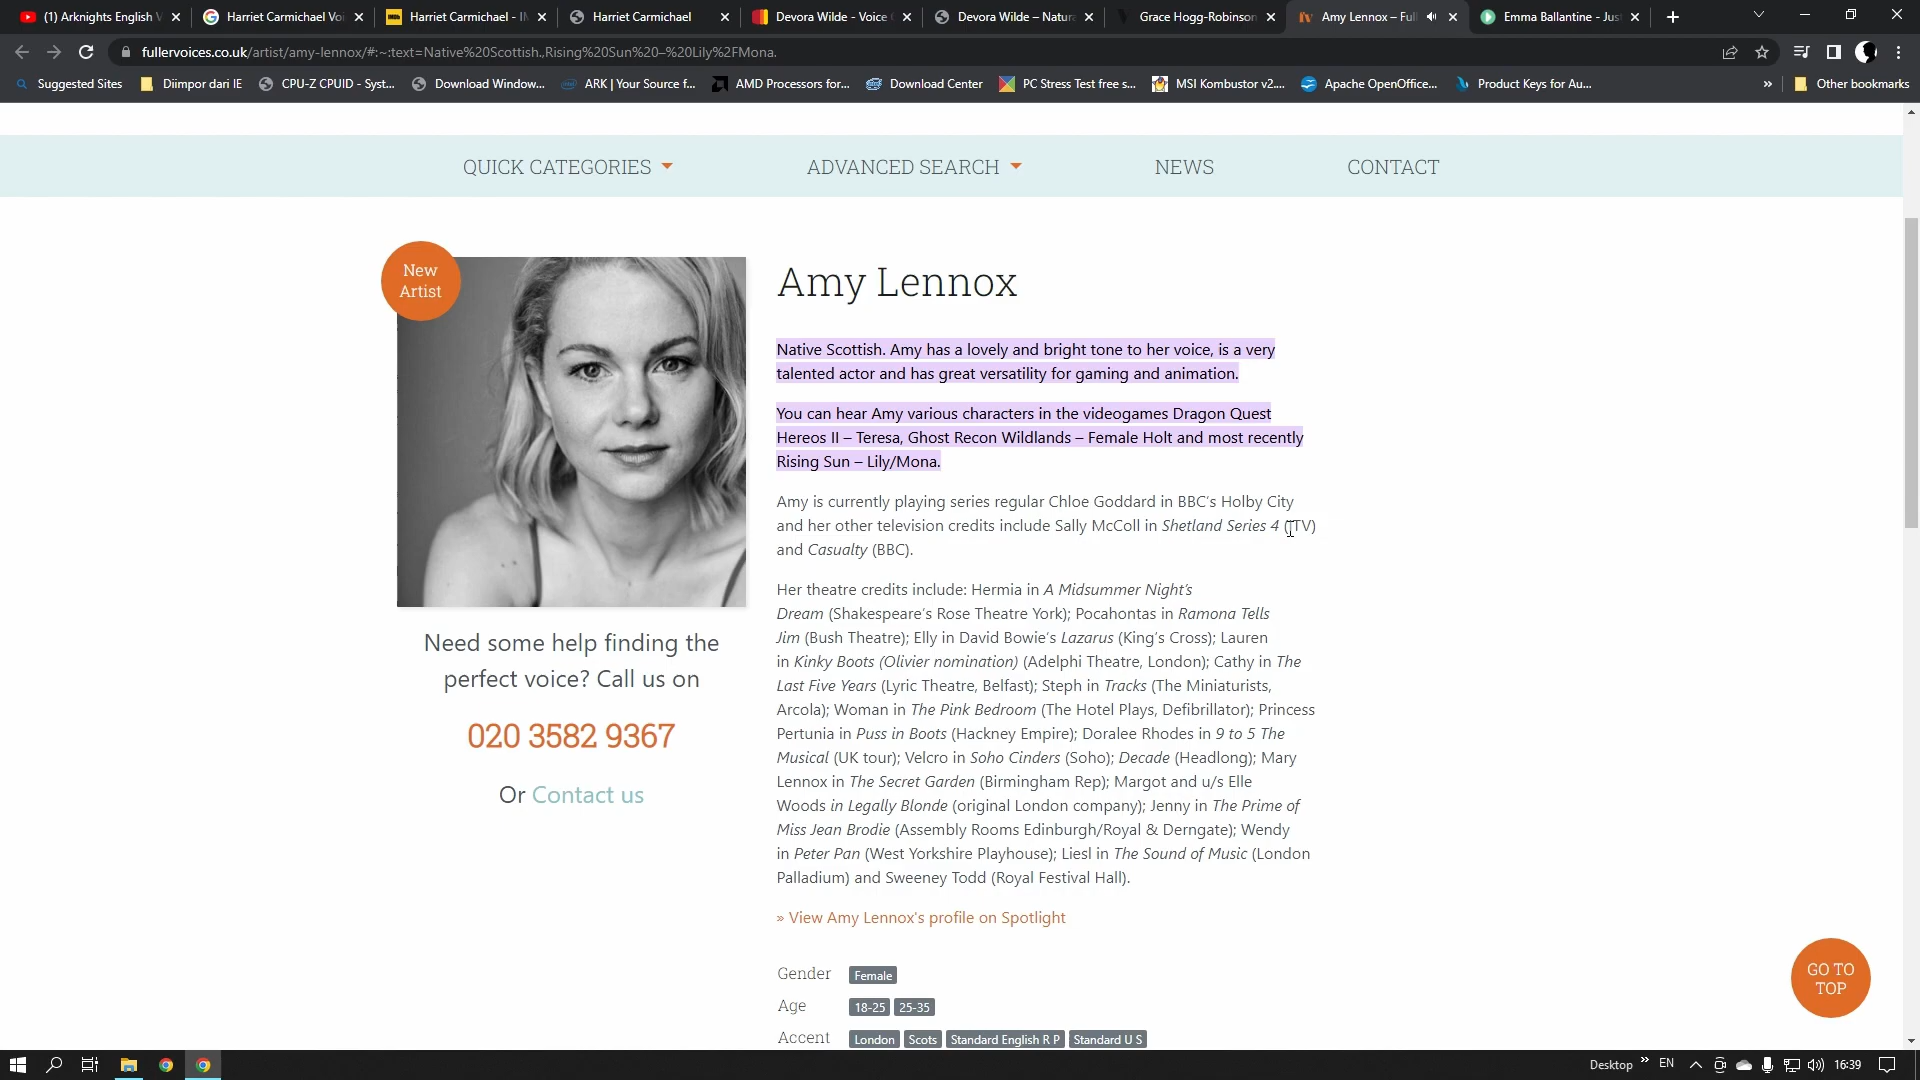 (1) Arknights English V
Harriet Carmichael Voi
Harriet Carmichael - IM
Harriet Carmichael
Devora Wilde - Voice O
Devora Wilde – Natura
Grace Hogg-Robinson
Amy Lennox – Full
Emma Ballantine - Just
fullervoices.co.uk/artist/amy-lennox/#:~:text=Native%20Scottish.,Rising%20Sun%20–%20Lily%2FMona.
Suggested Sites
Diimpor dari IE
CPU-Z CPUID - Syst...
Download Window...
ARK | Your Source f...
AMD Processors for...
Download Center
PC Stress Test free s...
MSI Kombustor v2....
Apache OpenOffice...
Product Keys for Au...
»
Other bookmarks
QUICK CATEGORIES
ADVANCED SEARCH
NEWS
CONTACT
New
Artist
Amy Lennox
Native Scottish. Amy has a lovely and bright tone to her voice, is a very
talented actor and has great versatility for gaming and animation.
You can hear Amy various characters in the videogames Dragon Quest
Hereos II – Teresa, Ghost Recon Wildlands – Female Holt and most recently
Rising Sun – Lily/Mona.
Amy is currently playing series regular Chloe Goddard in BBC's Holby City
and her other television credits include Sally McColl in Shetland Series 4 (ITV)
and Casualty (BBC).
Her theatre credits include: Hermia in A Midsummer Night's
Dream (Shakespeare's Rose Theatre York); Pocahontas in Ramona Tells
Jim (Bush Theatre); Elly in David Bowie's Lazarus (King's Cross); Lauren
in Kinky Boots (Olivier nomination) (Adelphi Theatre, London); Cathy in The
Last Five Years (Lyric Theatre, Belfast); Steph in Tracks (The Miniaturists,
Arcola); Woman in The Pink Bedroom (The Hotel Plays, Defibrillator); Princess
Pertunia in Puss in Boots (Hackney Empire); Doralee Rhodes in 9 to 5 The
Musical (UK tour); Velcro in Soho Cinders (Soho); Decade (Headlong); Mary
Lennox in The Secret Garden (Birmingham Rep); Margot and u/s Elle
Woods in Legally Blonde (original London company); Jenny in The Prime of
Miss Jean Brodie (Assembly Rooms Edinburgh/Royal & Derngate); Wendy
in Peter Pan (West Yorkshire Playhouse); Liesl in The Sound of Music (London
Palladium) and Sweeney Todd (Royal Festival Hall).
» View Amy Lennox's profile on Spotlight
Need some help finding the
perfect voice? Call us on
020 3582 9367
Or Contact us
Gender Female
Age 18-25 25-35
Accent London Scots Standard English R P Standard U S
GO TO
TOP
Desktop » EN 16:39